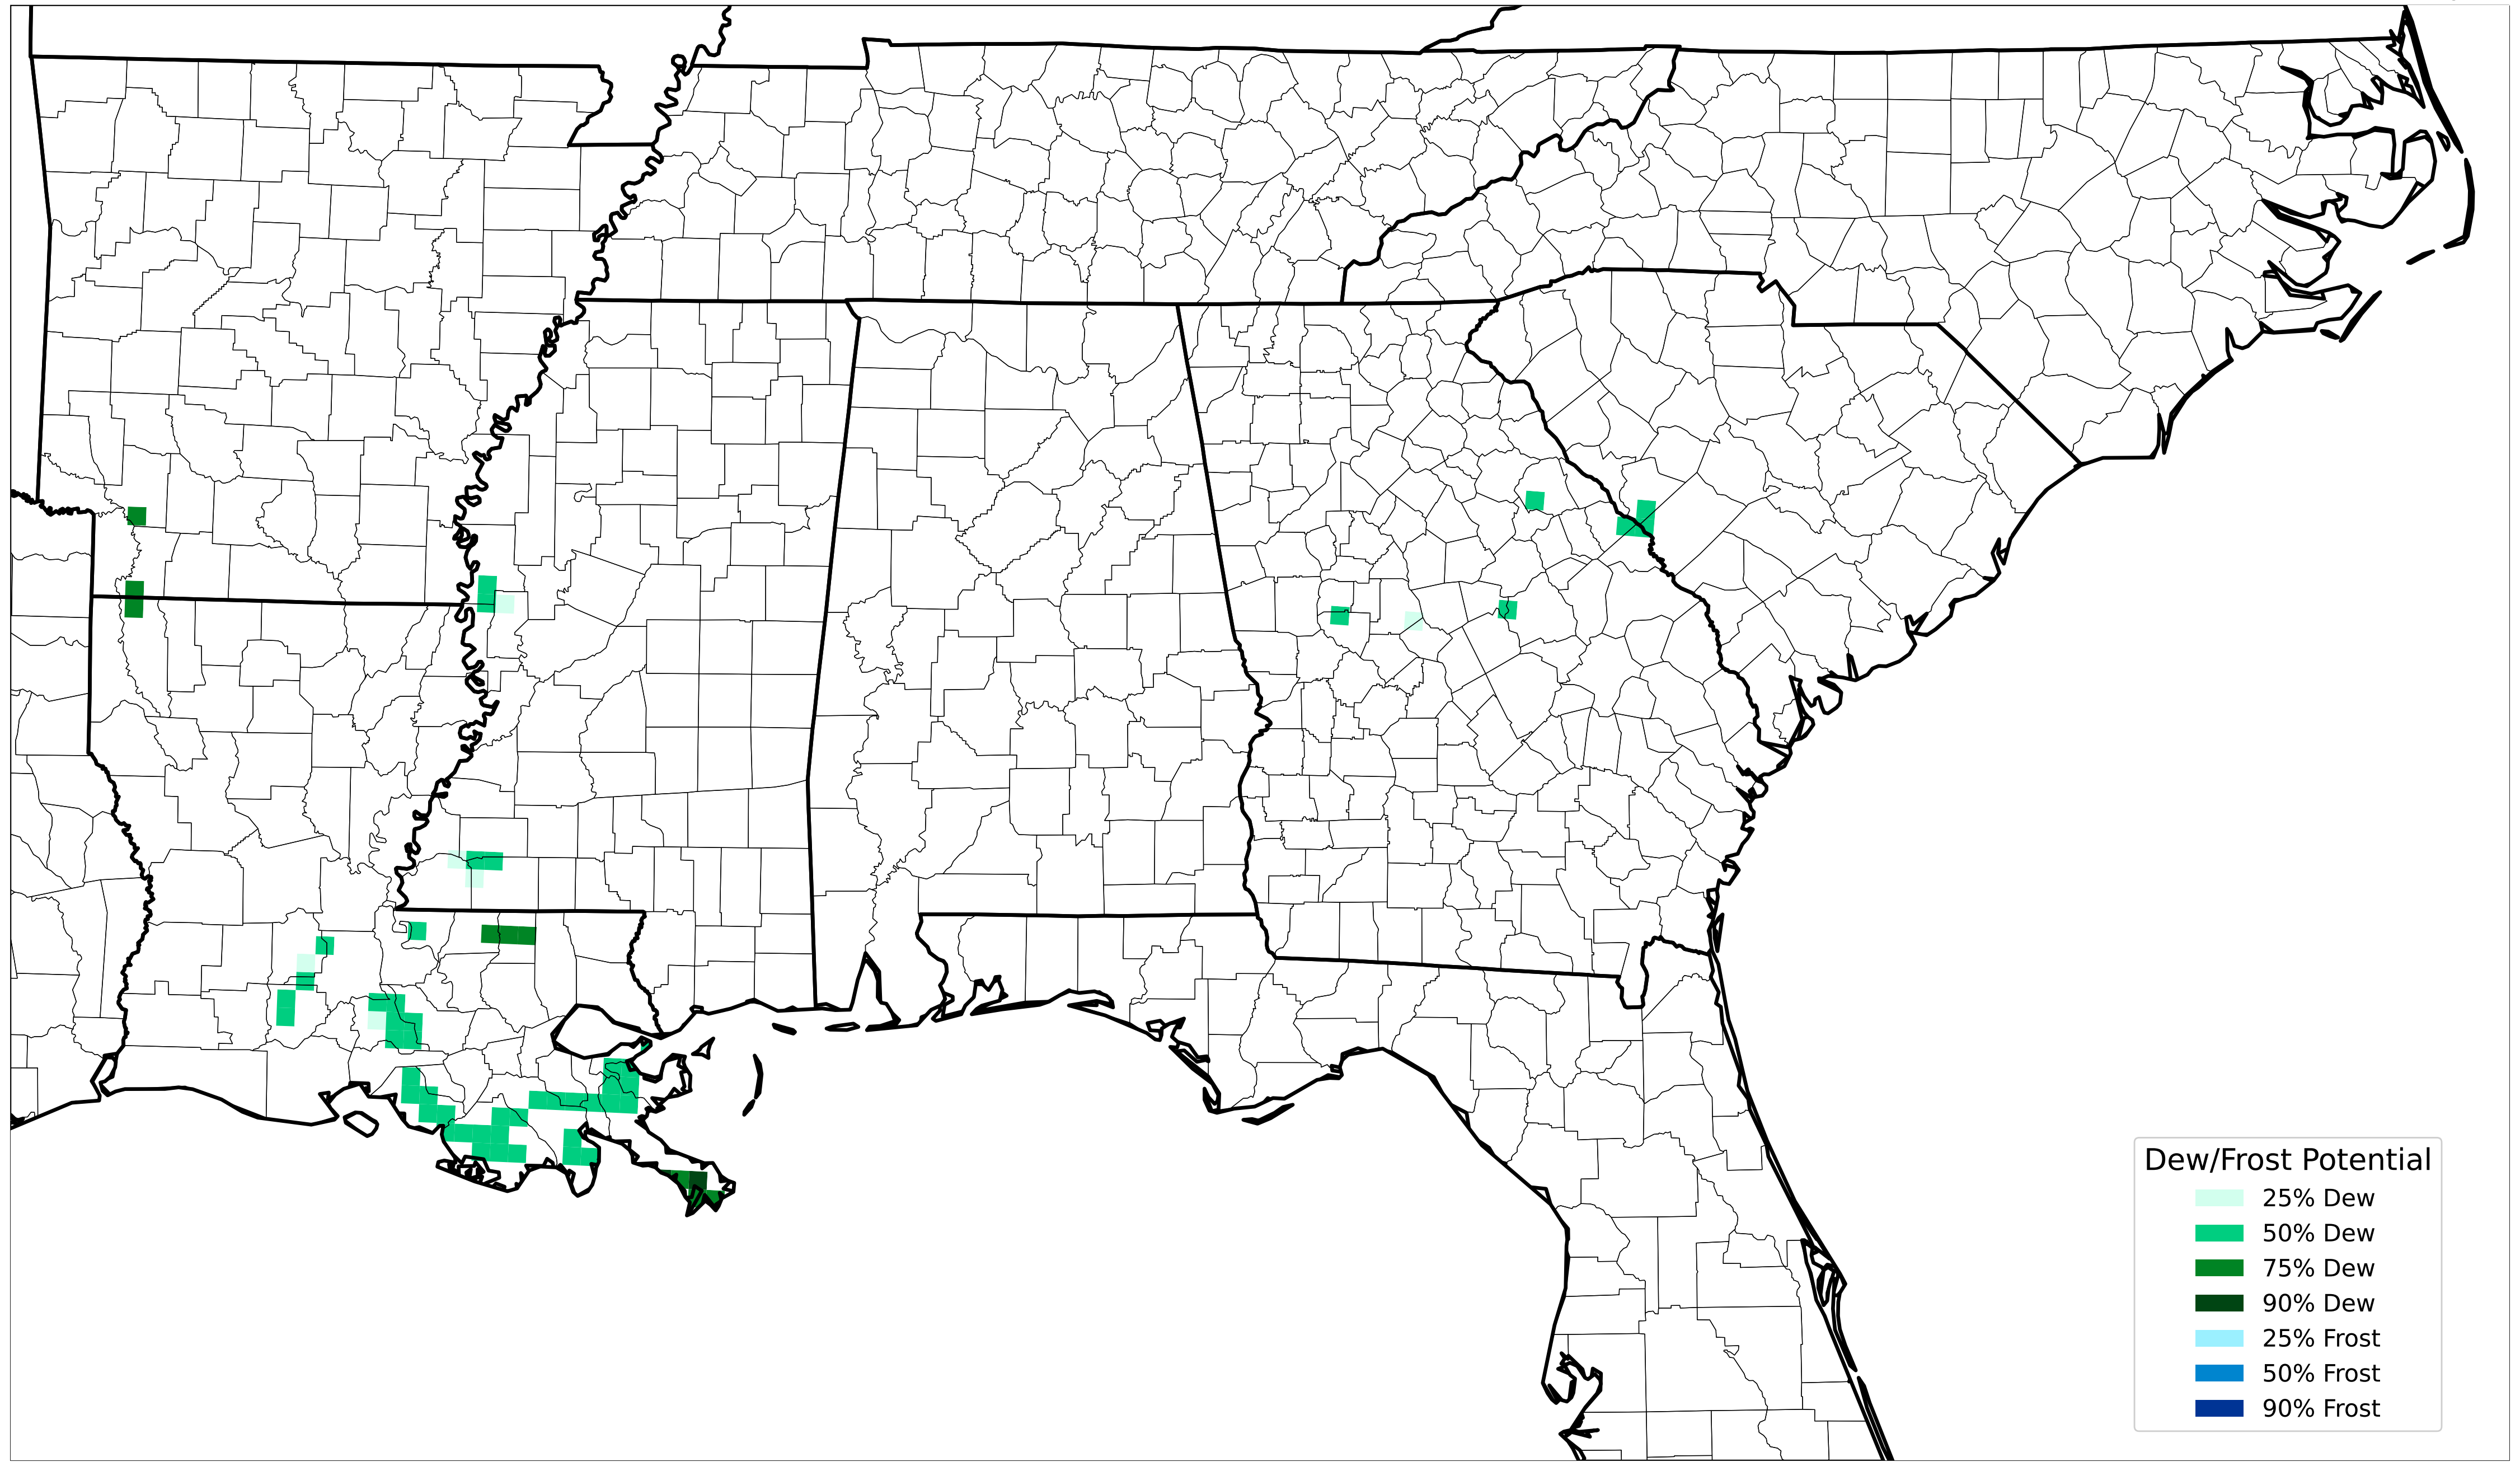 Dew/Frost Potential
25% Dew
50% Dew
75% Dew
90% Dew
25% Frost
50% Frost
90% Frost